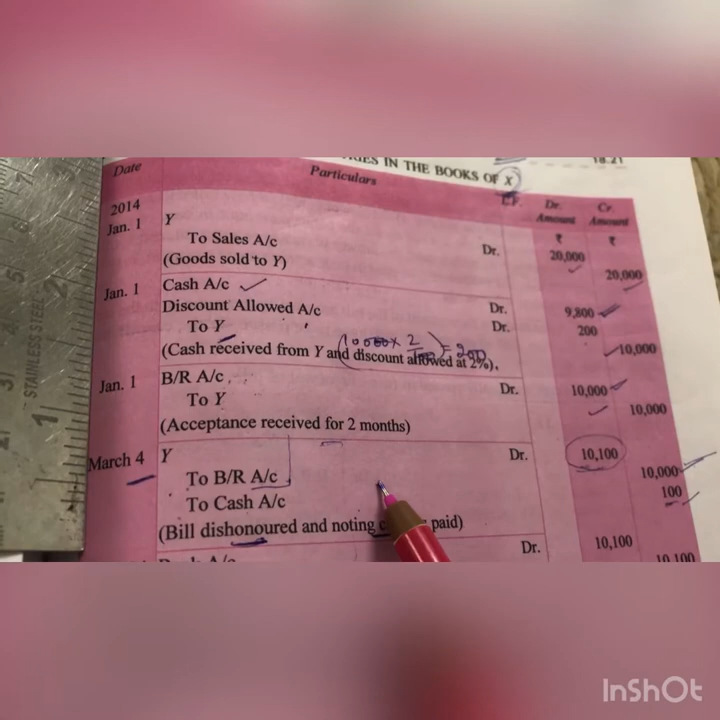 IN THE BOOKS OF X
18.21
Date Particulars L.F. Dr. Amount Cr. Amount
2014 ₹ ₹
Jan. 1 Y Dr. 20,000
To Sales A/c 20,000
(Goods sold to Y)
Jan. 1 Cash A/c Dr. 9,800
Discount Allowed A/c Dr. 200
To Y 10,000
(Cash received from Y and discount allowed at 2%).
Jan. 1 B/R A/c Dr. 10,000
To Y 10,000
(Acceptance received for 2 months)
March 4 Y Dr. 10,100
To B/R A/c 10,000
To Cash A/c 100
(Bill dishonoured and noting paid)
Dr. 10,100
10,100
STAINLESS STEEL
InShOt